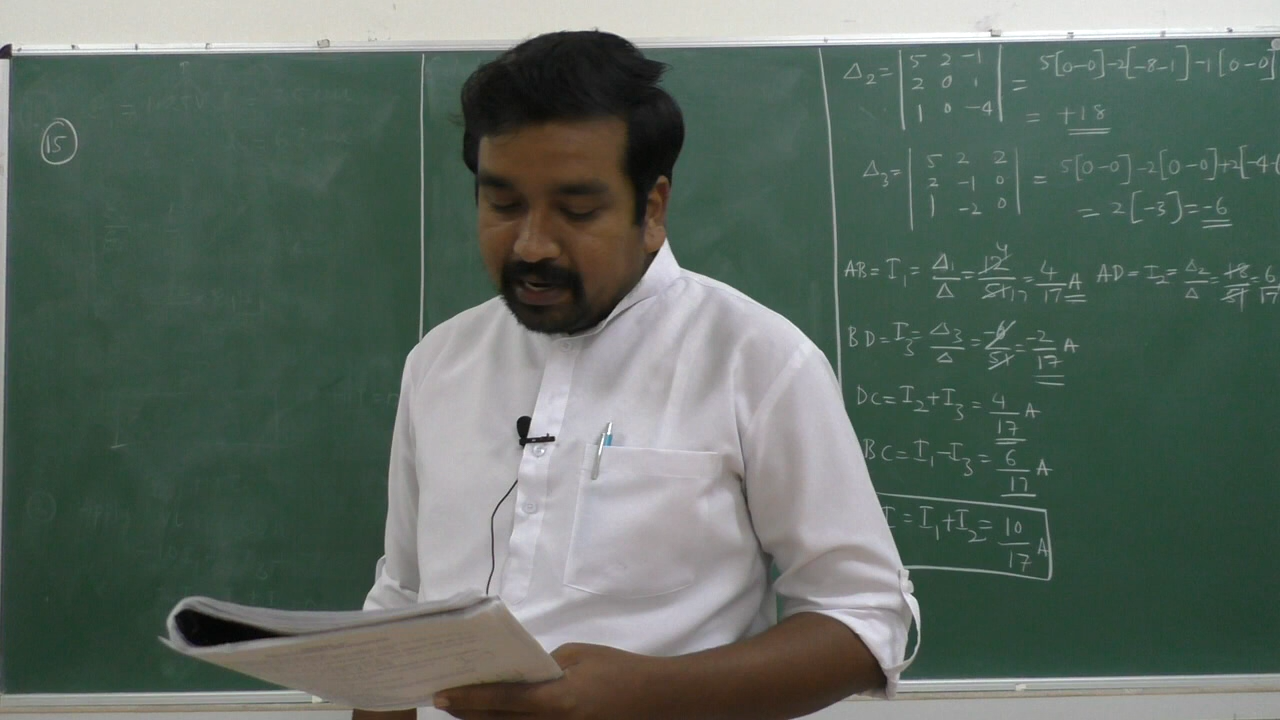 15
Δ2 = | 5 2 -1 | = 5[0-0]-2[-8-1]-1[0-0]
| 2 0 1 |
| 1 0 -4 | = +18
Δ3 = | 5 2 2 | = 5[0-0]-2[0-0]+2[-4+
| 2 -1 0 | = 2[-3] = -6
| 1 -2 0 |
AB = I1 = Δ1/Δ = 12/51 = 4/17 A AD = I2 = Δ2/Δ = 18/51 = 6/17
BD = I3 = Δ3/Δ = -6/51 = -2/17 A
DC = I2+I3 = 4/17 A
BC = I1-I3 = 6/17 A
I = I1+I2 = 10/17 A